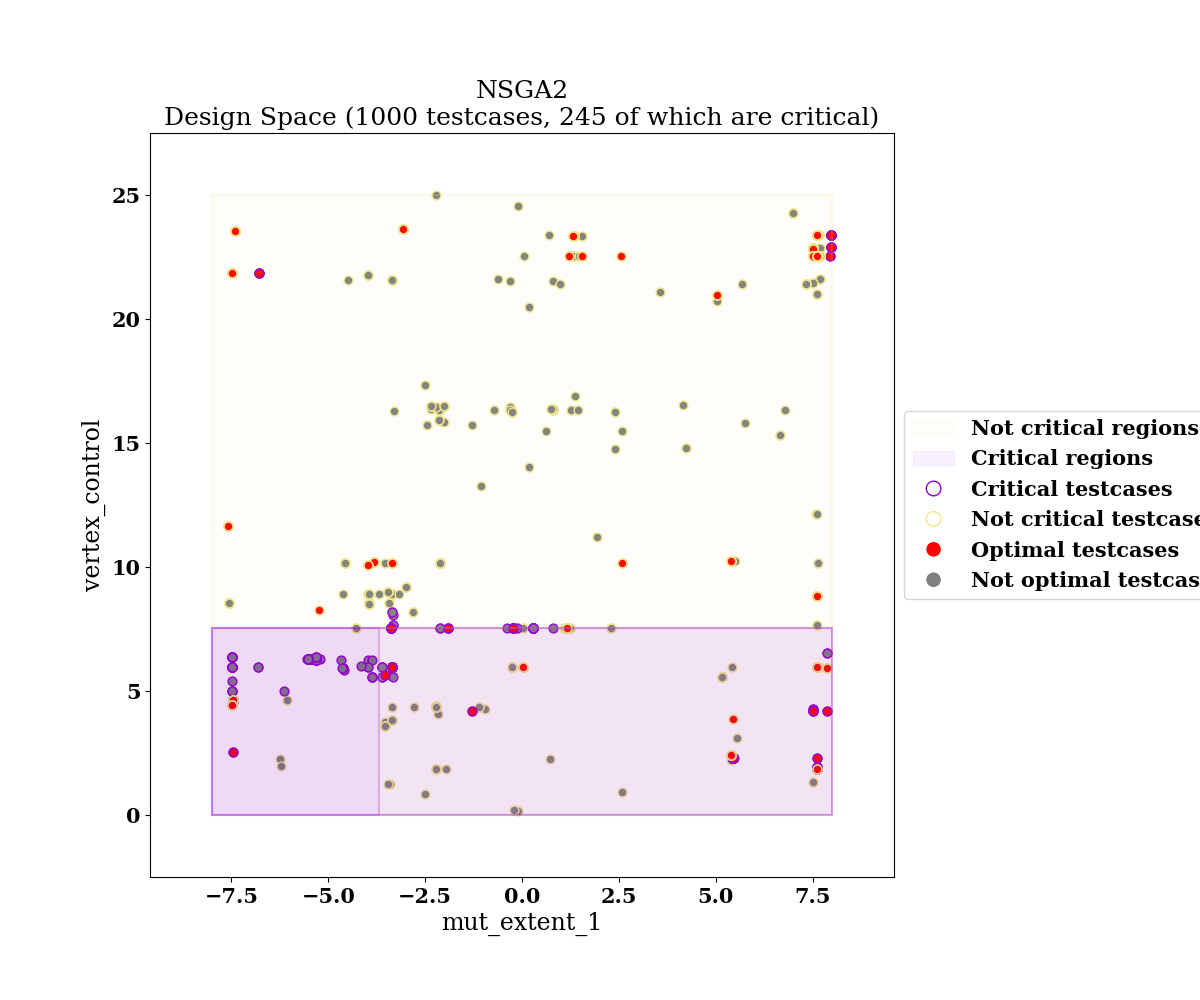 NSGA2
Design Space (1000 testcases, 245 of which are critical)
25
20
15
10
5
0
vertex_control
−7.5
−5.0
−2.5
0.0
2.5
5.0
7.5
mut_extent_1
Not critical regions
Critical regions
Critical testcases
Not critical testcase
Optimal testcases
Not optimal testcas